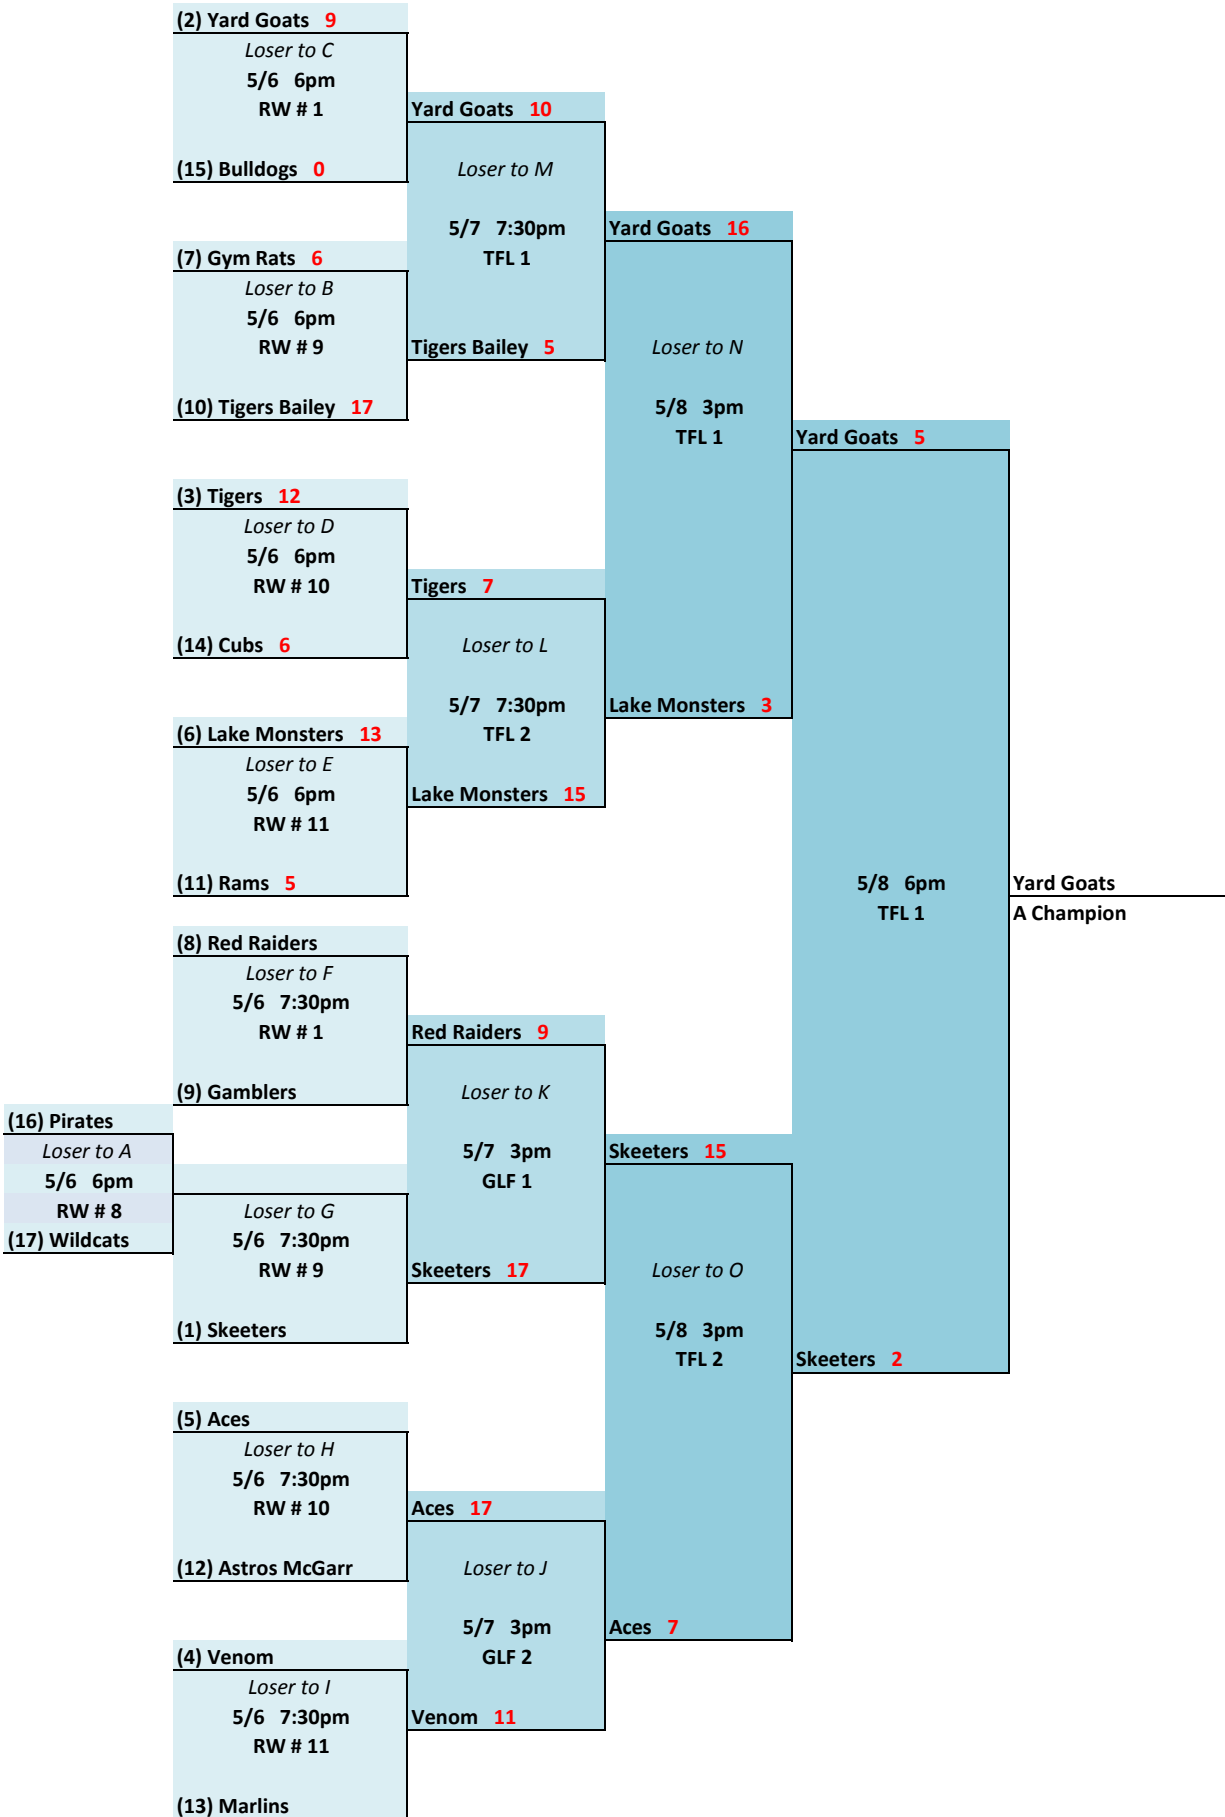 (2) Yard Goats 9
Loser to C
5/6 6pm
RW # 1
(15) Bulldogs 0
(7) Gym Rats 6
Loser to B
5/6 6pm
RW # 9
(10) Tigers Bailey 17
(3) Tigers 12
Loser to D
5/6 6pm
RW # 10
(14) Cubs 6
(6) Lake Monsters 13
Loser to E
5/6 6pm
RW # 11
(11) Rams 5
(8) Red Raiders
Loser to F
5/6 7:30pm
RW # 1
(9) Gamblers
(16) Pirates
Loser to A
5/6 6pm
RW # 8
(17) Wildcats
Loser to G
5/6 7:30pm
RW # 9
(1) Skeeters
(5) Aces
Loser to H
5/6 7:30pm
RW # 10
(12) Astros McGarr
(4) Venom
Loser to I
5/6 7:30pm
RW # 11
(13) Marlins
Yard Goats 10
Loser to M
5/7 7:30pm
TFL 1
Tigers Bailey 5
Tigers 7
Loser to L
5/7 7:30pm
TFL 2
Lake Monsters 15
Red Raiders 9
Loser to K
5/7 3pm
GLF 1
Skeeters 17
Aces 17
Loser to J
5/7 3pm
GLF 2
Venom 11
Yard Goats 16
Loser to N
5/8 3pm
TFL 1
Lake Monsters 3
Skeeters 15
Loser to O
5/8 3pm
TFL 2
Aces 7
Yard Goats 5
5/8 6pm
TFL 1
Skeeters 2
Yard Goats
A Champion